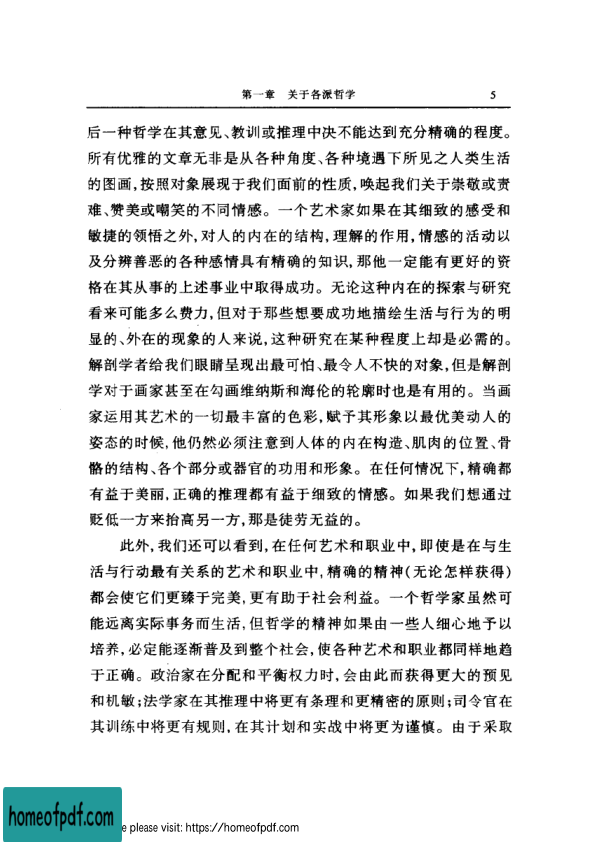 第一章 关于各派哲学 5
后一种哲学在其意见、教训或推理中决不能达到充分精确的程度。
所有优雅的文章无非是从各种角度、各种境遇下所见之人类生活
的图画,按照对象展现于我们面前的性质,唤起我们关于崇敬或责
难、赞美或嘲笑的不同情感。一个艺术家如果在其细致的感受和
敏捷的领悟之外,对人的内在的结构,理解的作用,情感的活动以
及分辨善恶的各种感情具有精确的知识,那他一定能有更好的资
格在其从事的上述事业中取得成功。无论这种内在的探索与研究
看来可能多么费力,但对于那些想要成功地描绘生活与行为的明
显的、外在的现象的人来说,这种研究在某种程度上却是必需的。
解剖学者给我们眼睛呈现出最可怕、最令人不快的对象,但是解剖
学对于画家甚至在勾画维纳斯和海伦的轮廓时也是有用的。当画
家运用其艺术的一切最丰富的色彩,赋予其形象以最优美动人的
姿态的时候,他仍然必须注意到人体的内在构造、肌肉的位置、骨
骼的结构、各个部分或器官的功用和形象。在任何情况下,精确都
有益于美丽,正确的推理都有益于细致的情感。如果我们想通过
贬低一方来抬高另一方,那是徒劳无益的。
此外,我们还可以看到,在任何艺术和职业中,即使是在与生
活与行动最有关系的艺术和职业中,精确的精神(无论怎样获得)
都会使它们更臻于完美,更有助于社会利益。一个哲学家虽然可
能远离实际事务而生活,但哲学的精神如果由一些人细心地予以
培养,必定能逐渐普及到整个社会,使各种艺术和职业都同样地趋
于正确。政治家在分配和平衡权力时,会由此而获得更大的预见
和机敏;法学家在其推理中将更有条理和更精密的原则;司令官在
其训练中将更有规则,在其计划和实战中将更为谨慎。由于采取
homeofpdf.com
e please visit: https://homeofpdf.com